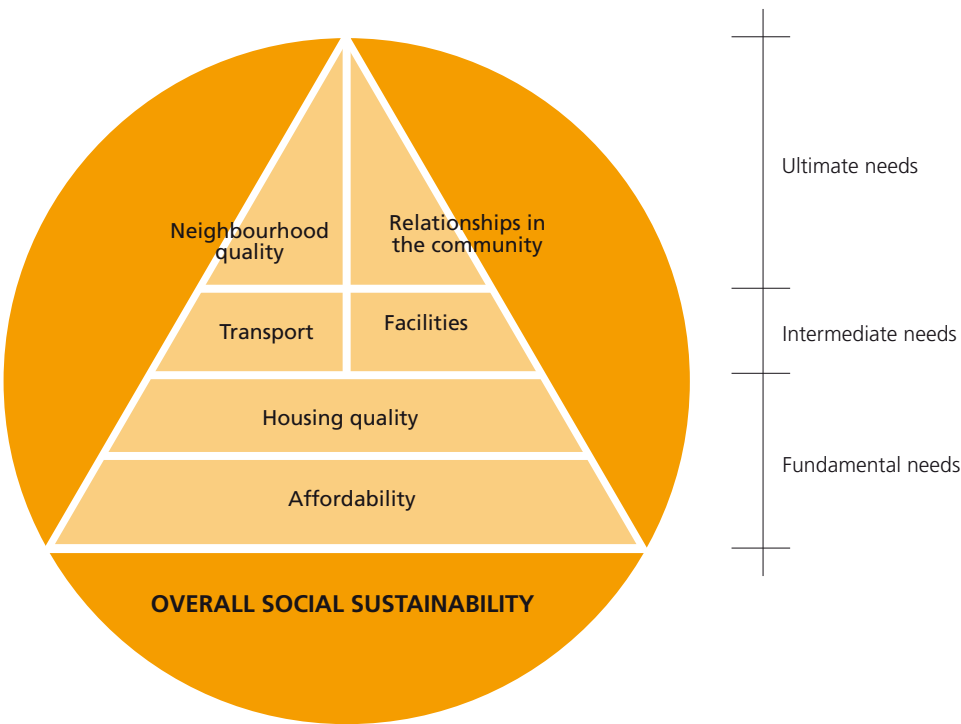 Ultimate needs
Neighbourhood
quality
Relationships in
the community
Transport
Facilities
Intermediate needs
Housing quality
Fundamental needs
Affordability
OVERALL SOCIAL SUSTAINABILITY